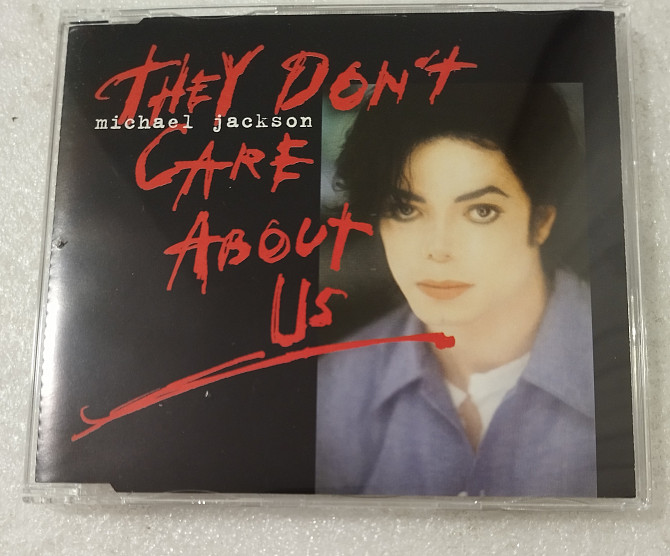 THEY DON'T
michael jackson
CARE
ABOUT
US